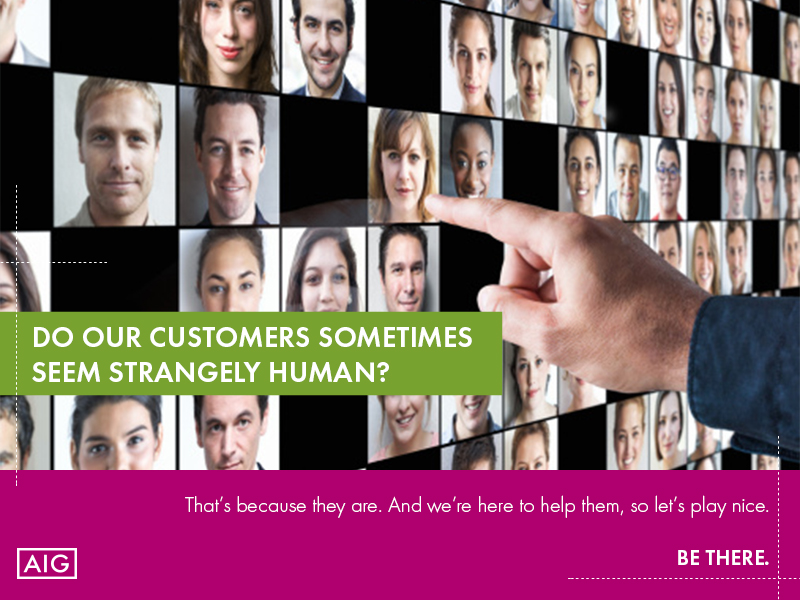 DO OUR CUSTOMERS SOMETIMES
SEEM STRANGELY HUMAN?
That's because they are. And we're here to help them, so let's play nice.
AIG
BE THERE.